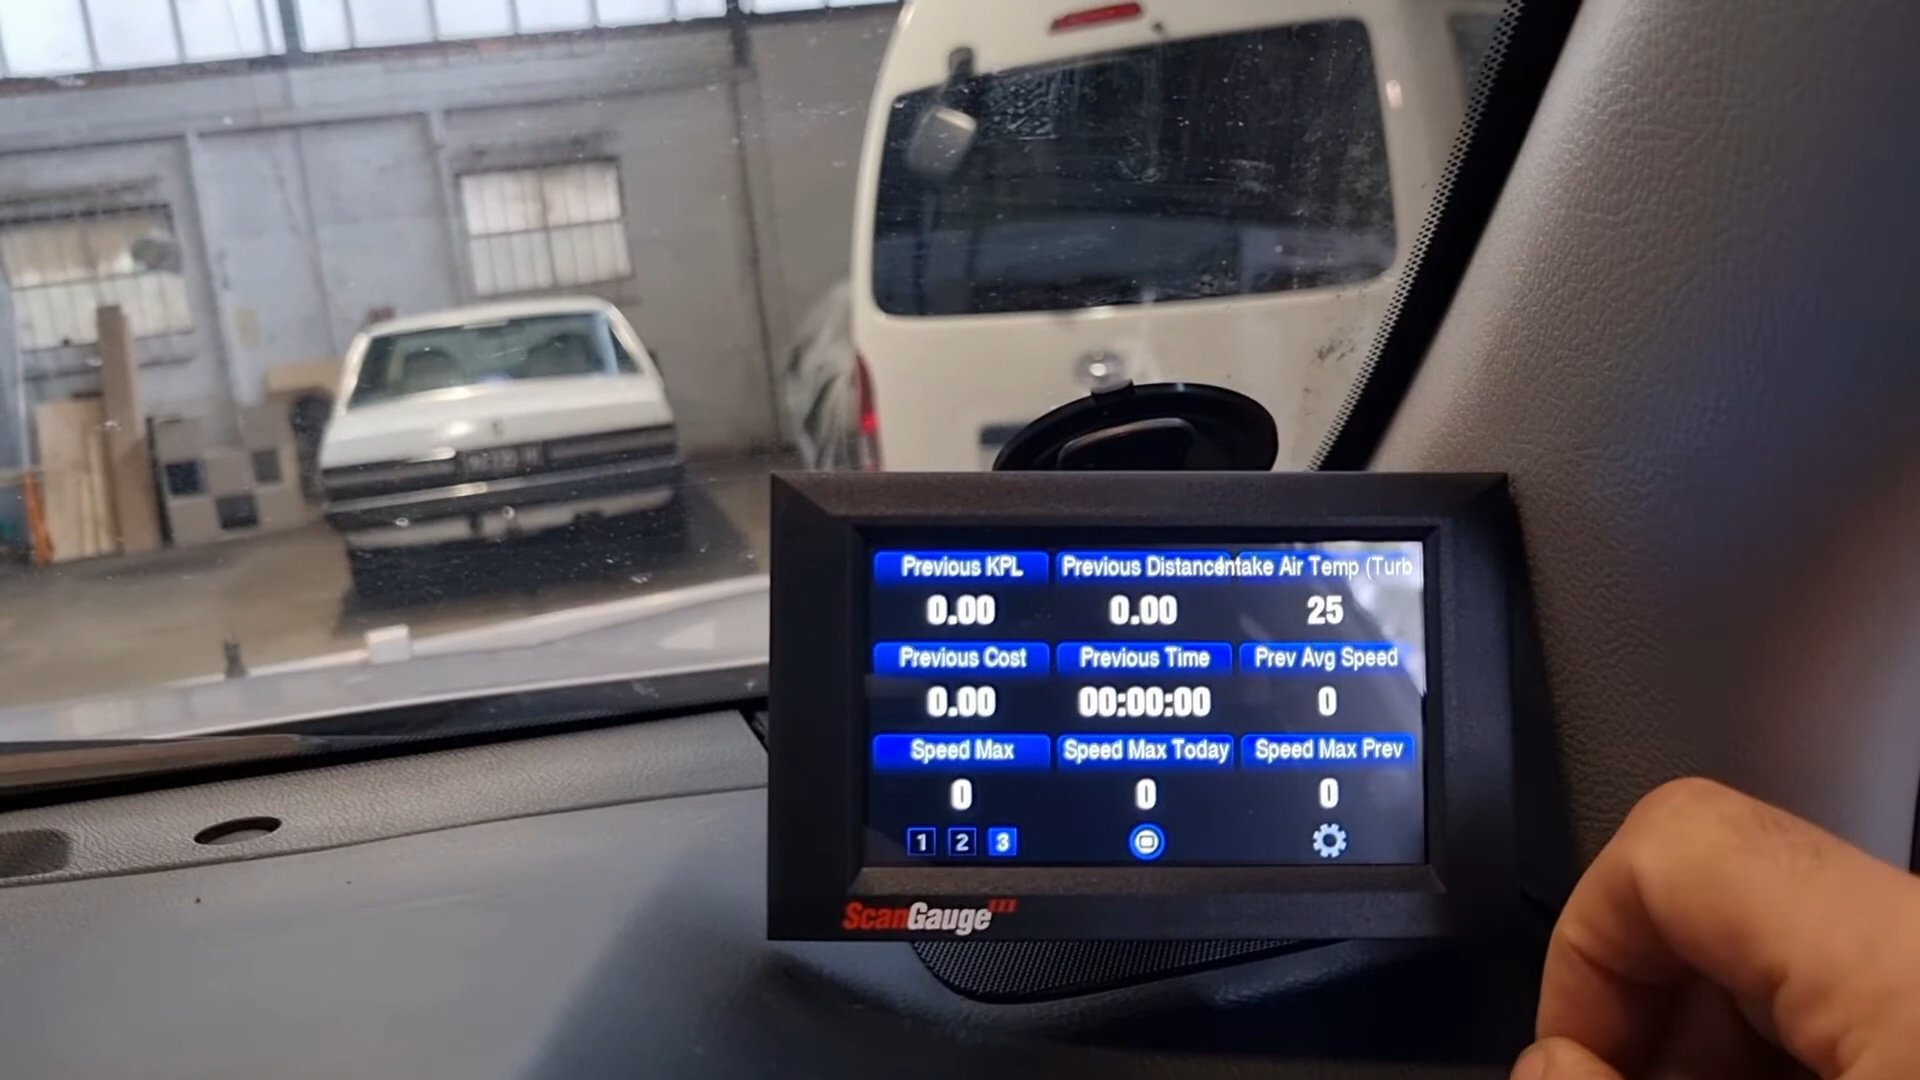 Previous KPL
Previous Distance
Intake Air Temp (Turb
0.00
0.00
25
Previous Cost
Previous Time
Prev Avg Speed
0.00
00:00:00
0
Speed Max
Speed Max Today
Speed Max Prev
0
0
0
1 2 3
ScanGauge III